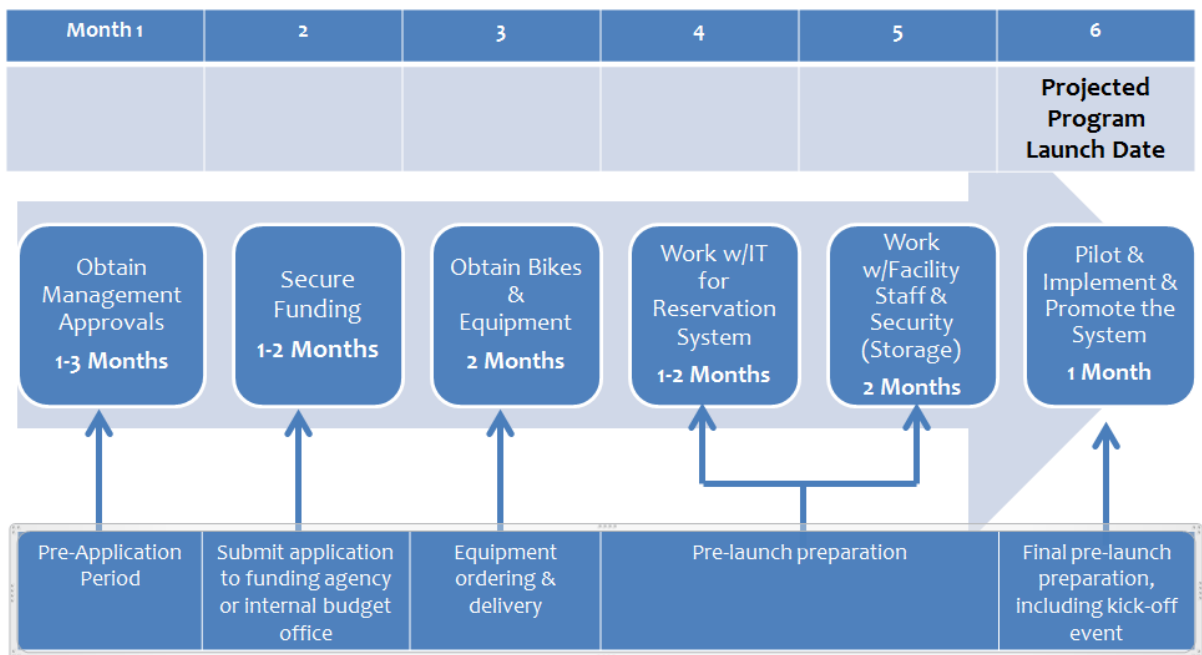 Month 1
2
3
4
5
6
Projected
Program
Launch Date
Obtain
Management
Approvals
1-3 Months
Secure
Funding
1-2 Months
Obtain Bikes
&
Equipment
2 Months
Work w/IT
for
Reservation
System
1-2 Months
Work
w/Facility
Staff &
Security
(Storage)
2 Months
Pilot &
Implement &
Promote the
System
1 Month
Pre-Application
Period
Submit application
to funding agency
or internal budget
office
Equipment
ordering &
delivery
Pre-launch preparation
Final pre-launch
preparation,
including kick-off
event